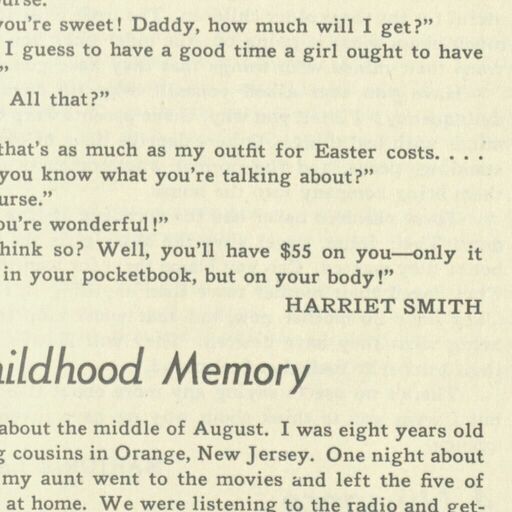 you're sweet! Daddy, how much will I get?"
I guess to have a good time a girl ought to have
"
All that?"
that's as much as my outfit for Easter costs. . . .
you know what you're talking about?"
urse."
ou're wonderful!"
hink so? Well, you'll have $55 on you—only it
in your pocketbook, but on your body!"
HARRIET SMITH
ildhood Memory
about the middle of August. I was eight years old
g cousins in Orange, New Jersey. One night about
my aunt went to the movies and left the five of
at home. We were listening to the radio and get-